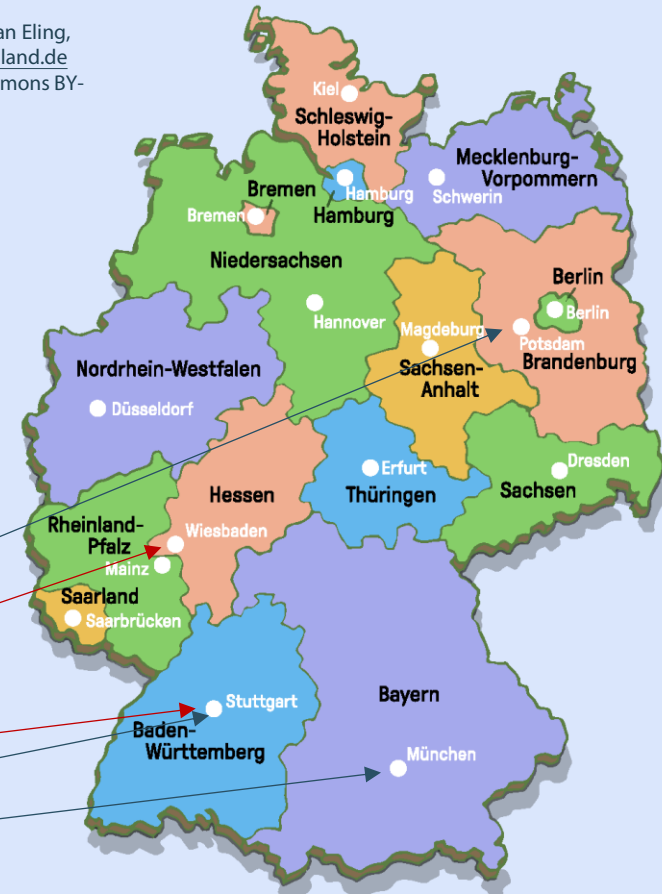 an Eling,
land.de
mons BY-
Kiel
Schleswig-
Holstein
Mecklenburg-
Vorpommern
Schwerin
Hamburg
Hamburg
Bremen
Bremen
Niedersachsen
Hannover
Berlin
Berlin
Potsdam
Brandenburg
Magdeburg
Sachsen-
Anhalt
Nordrhein-Westfalen
Düsseldorf
Dresden
Sachsen
Erfurt
Thüringen
Hessen
Wiesbaden
Rheinland-
Pfalz
Mainz
Saarland
Saarbrücken
Stuttgart
Baden-
Württemberg
Bayern
München